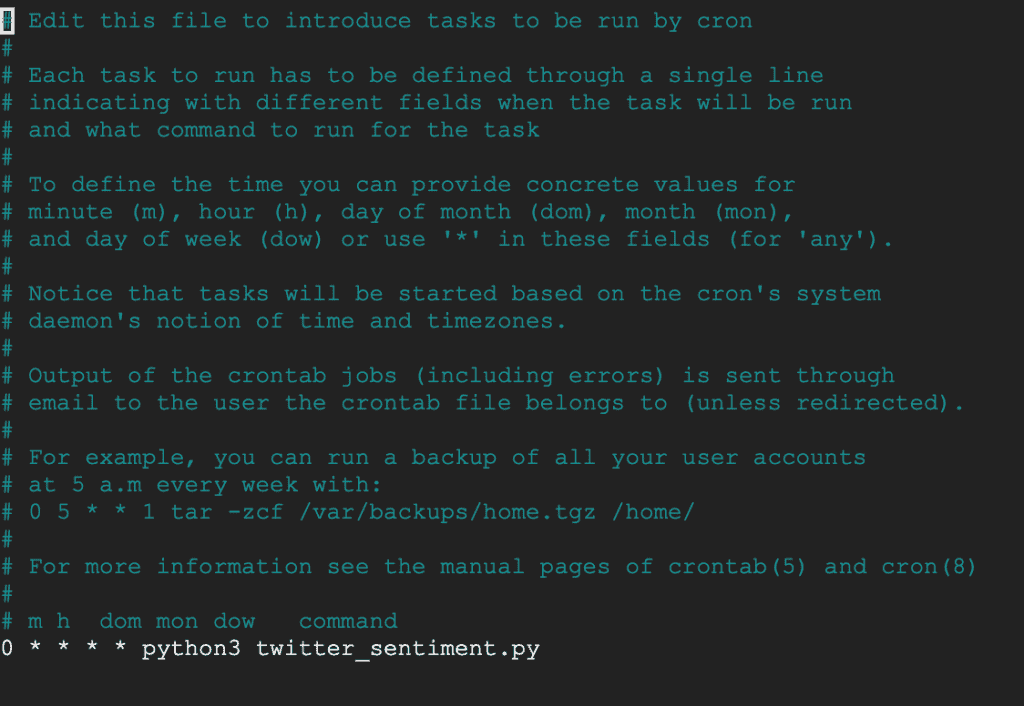 # Edit this file to introduce tasks to be run by cron
#
# Each task to run has to be defined through a single line
# indicating with different fields when the task will be run
# and what command to run for the task
#
# To define the time you can provide concrete values for
# minute (m), hour (h), day of month (dom), month (mon),
# and day of week (dow) or use '*' in these fields (for 'any').
#
# Notice that tasks will be started based on the cron's system
# daemon's notion of time and timezones.
#
# Output of the crontab jobs (including errors) is sent through
# email to the user the crontab file belongs to (unless redirected).
#
# For example, you can run a backup of all your user accounts
# at 5 a.m every week with:
# 0 5 * * 1 tar -zcf /var/backups/home.tgz /home/
#
# For more information see the manual pages of crontab(5) and cron(8)
#
# m h  dom mon dow   command
0 * * * * python3 twitter_sentiment.py